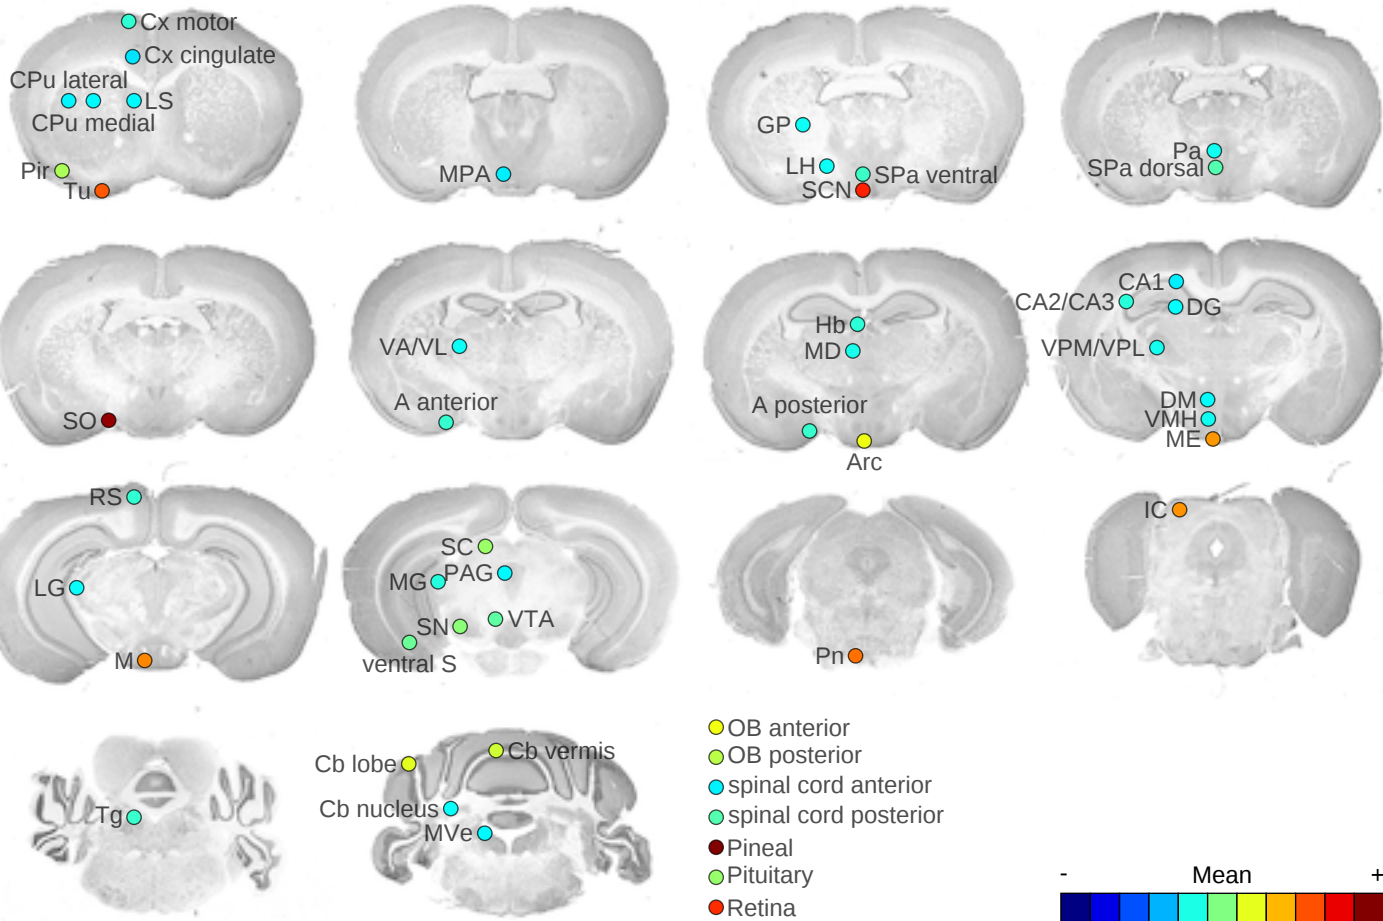 Cx motor
Cx cingulate
CPu lateral
LS
CPu medial
Pir
Tu
MPA
GP
LH
SPa ventral
SCN
Pa
SPa dorsal
SO
VA/VL
A anterior
Hb
MD
A posterior
Arc
CA1
CA2/CA3
DG
VPM/VPL
DM
VMH
ME
RS
LG
M
SC
PAG
MG
VTA
SN
ventral S
Pn
IC
Tg
Cb lobe
Cb vermis
Cb nucleus
MVe
OB anterior
OB posterior
spinal cord anterior
spinal cord posterior
Pineal
Pituitary
Retina
- Mean +